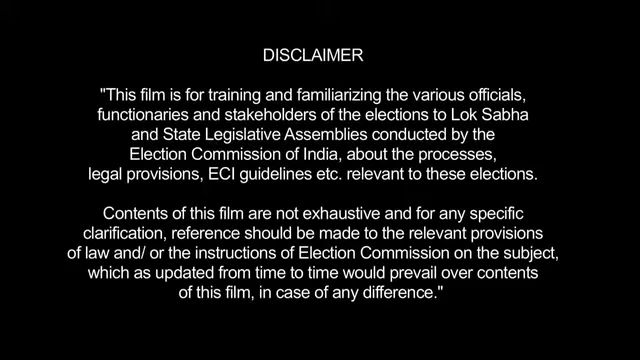 DISCLAIMER
"This film is for training and familiarizing the various officials,
functionaries and stakeholders of the elections to Lok Sabha
and State Legislative Assemblies conducted by the
Election Commission of India, about the processes,
legal provisions, ECI guidelines etc. relevant to these elections.
Contents of this film are not exhaustive and for any specific
clarification, reference should be made to the relevant provisions
of law and/ or the instructions of Election Commission on the subject,
which as updated from time to time would prevail over contents
of this film, in case of any difference."